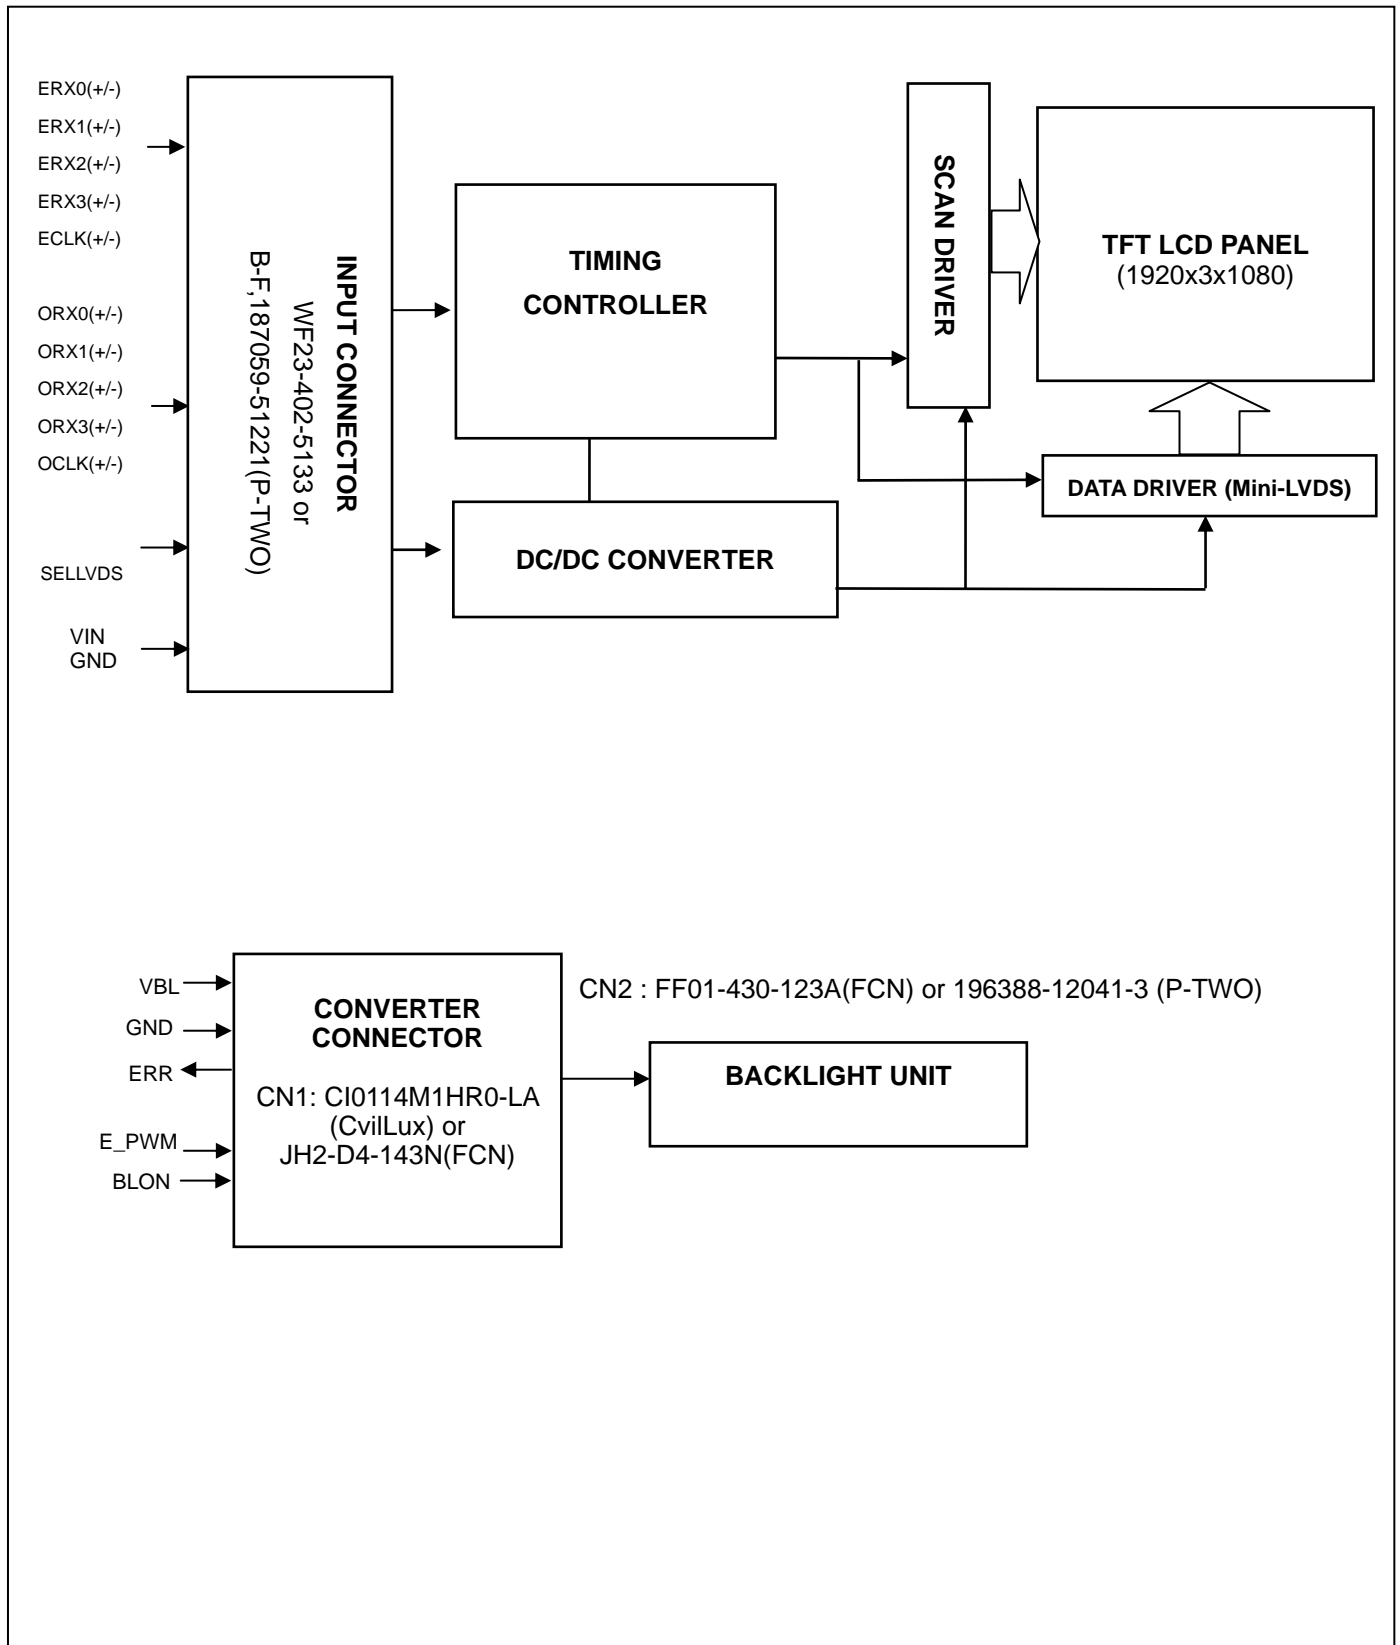 ERX0(+/-)
ERX1(+/-)
ERX2(+/-)
ERX3(+/-)
ECLK(+/-)
ORX0(+/-)
ORX1(+/-)
ORX2(+/-)
ORX3(+/-)
OCLK(+/-)
SELLVDS
VIN
GND
INPUT CONNECTOR
WF23-402-5133 or
B-F,187059-51221(P-TWO)
TIMING
CONTROLLER
DC/DC CONVERTER
SCAN DRIVER
TFT LCD PANEL
(1920x3x1080)
DATA DRIVER (Mini-LVDS)
VBL
GND
ERR
E_PWM
BLON
CONVERTER
CONNECTOR
CN1: CI0114M1HR0-LA
(CvilLux) or
JH2-D4-143N(FCN)
CN2 : FF01-430-123A(FCN) or 196388-12041-3 (P-TWO)
BACKLIGHT UNIT